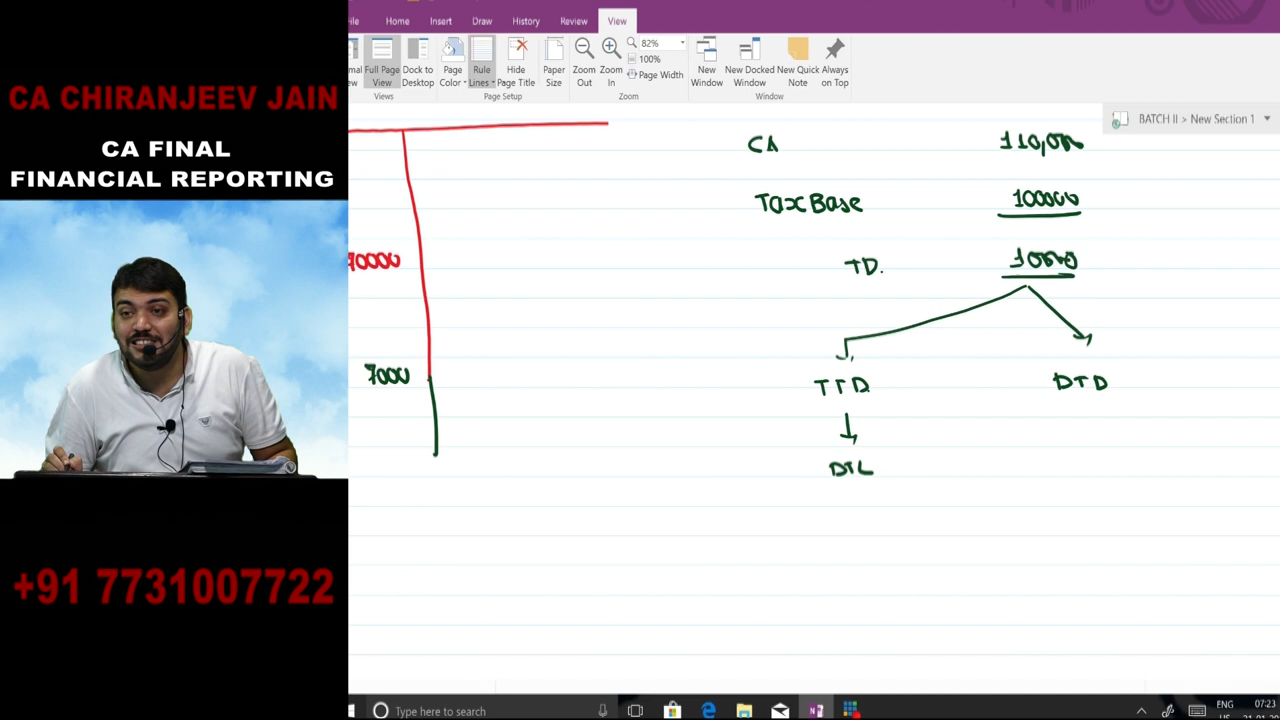 CA CHIRANJEEV JAIN
CA FINAL
FINANCIAL REPORTING
+91 7731007722
File Home Insert Draw History Review View
Normal View
Full Page View
Dock to Desktop
Page Color
Rule Lines
Hide Page Title
Paper Size
Zoom Out
Zoom In
82%
100%
Page Width
New Window
New Docked Window
New Quick Note
Always on Top
Views Page Setup Zoom Window
BATCH II > New Section 1
CA 110,000
Tax Base 100000
TD. 10000
7000
TTD DTD
DTL
Type here to search
ENG 07:23